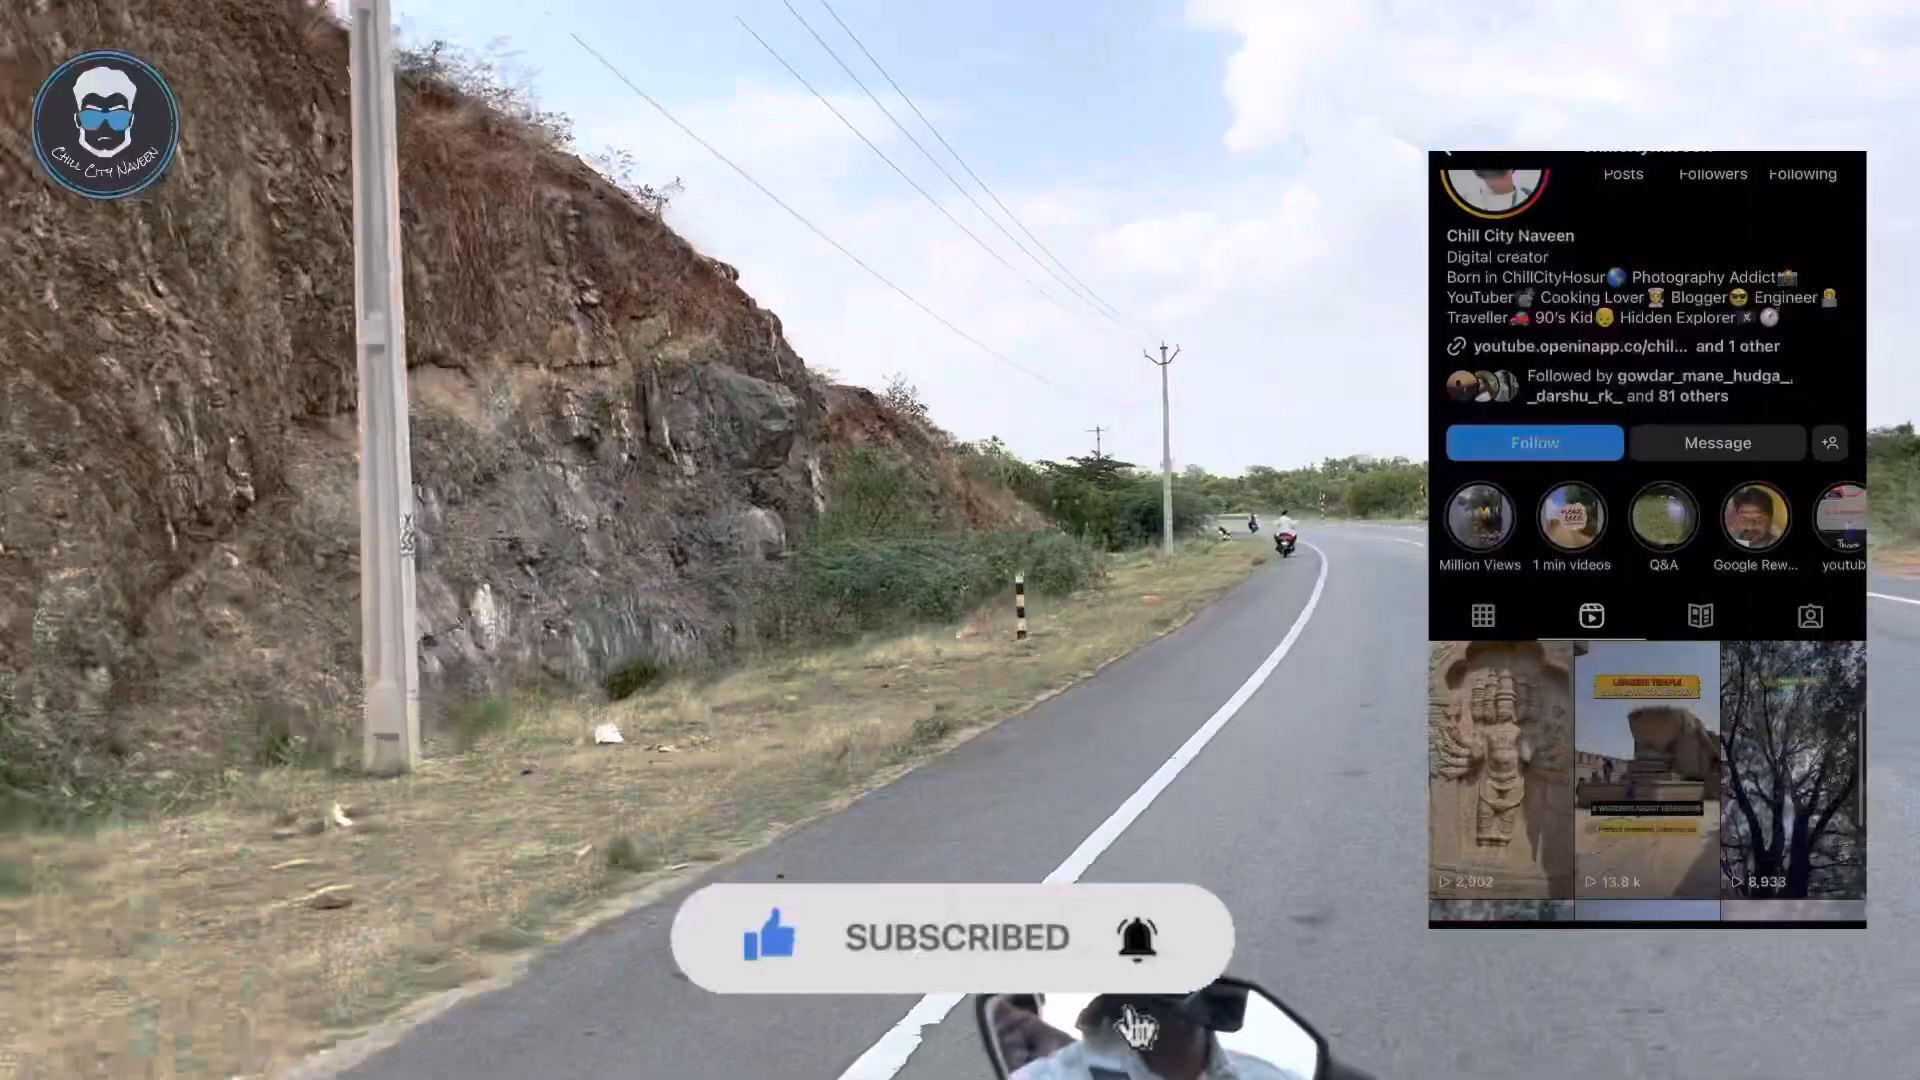 CHILL CITY NAVEEN
Posts Followers Following
Chill City Naveen
Digital creator
Born in ChillCityHosur🌎 Photography Addict📸
YouTuber Cooking Lover Blogger😎 Engineer
Traveller🚗 90's Kid Hidden Explorer
youtube.openinapp.co/chil... and 1 other
Followed by gowdar_mane_hudga_,
_darshu_rk_ and 81 others
Follow
Message
Million Views
1 min videos
Q&A
Google Rew...
youtub
LEPAKSHI TEMPLE
2,902
13.8 k
8,933
SUBSCRIBED